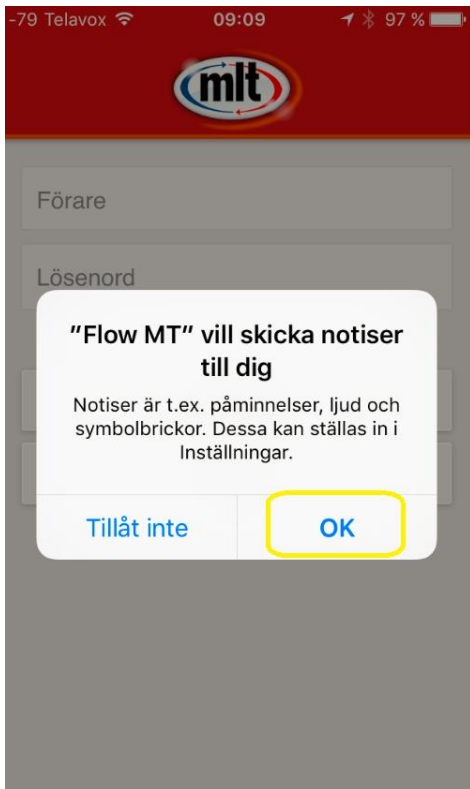 -79 Telavox 09:09 97 %
mlt
Förare
Lösenord
"Flow MT" vill skicka notiser
till dig
Notiser är t.ex. påminnelser, ljud och
symbolbrickor. Dessa kan ställas in i
Inställningar.
Tillåt inte OK